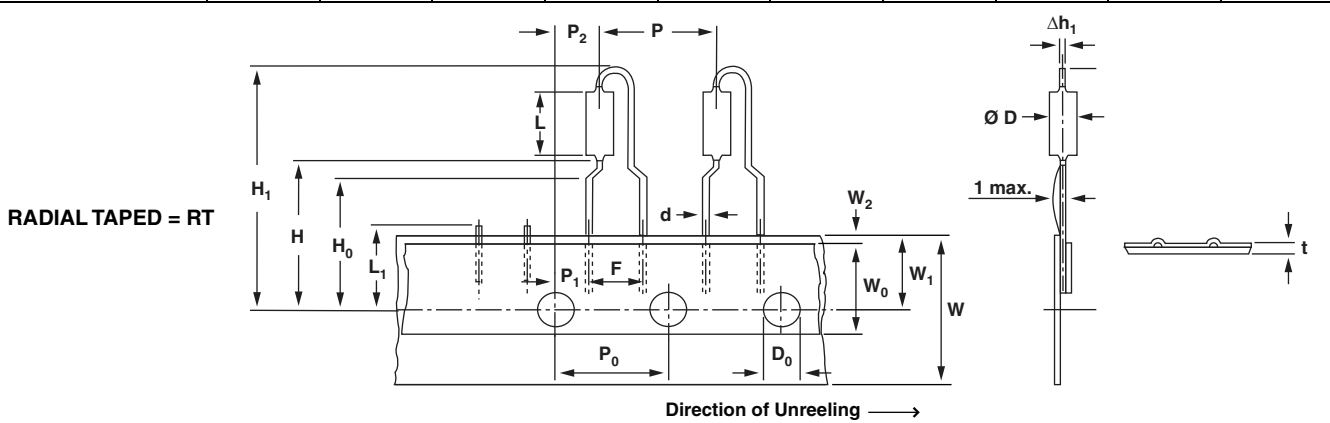 P₂ P
Δh₁
L
Ø D
H₁
1 max.
RADIAL TAPED = RT
H
H₀
d
W₂
L₁
P₁
F
W₀
W₁
W
t
P₀
D₀
Direction of Unreeling